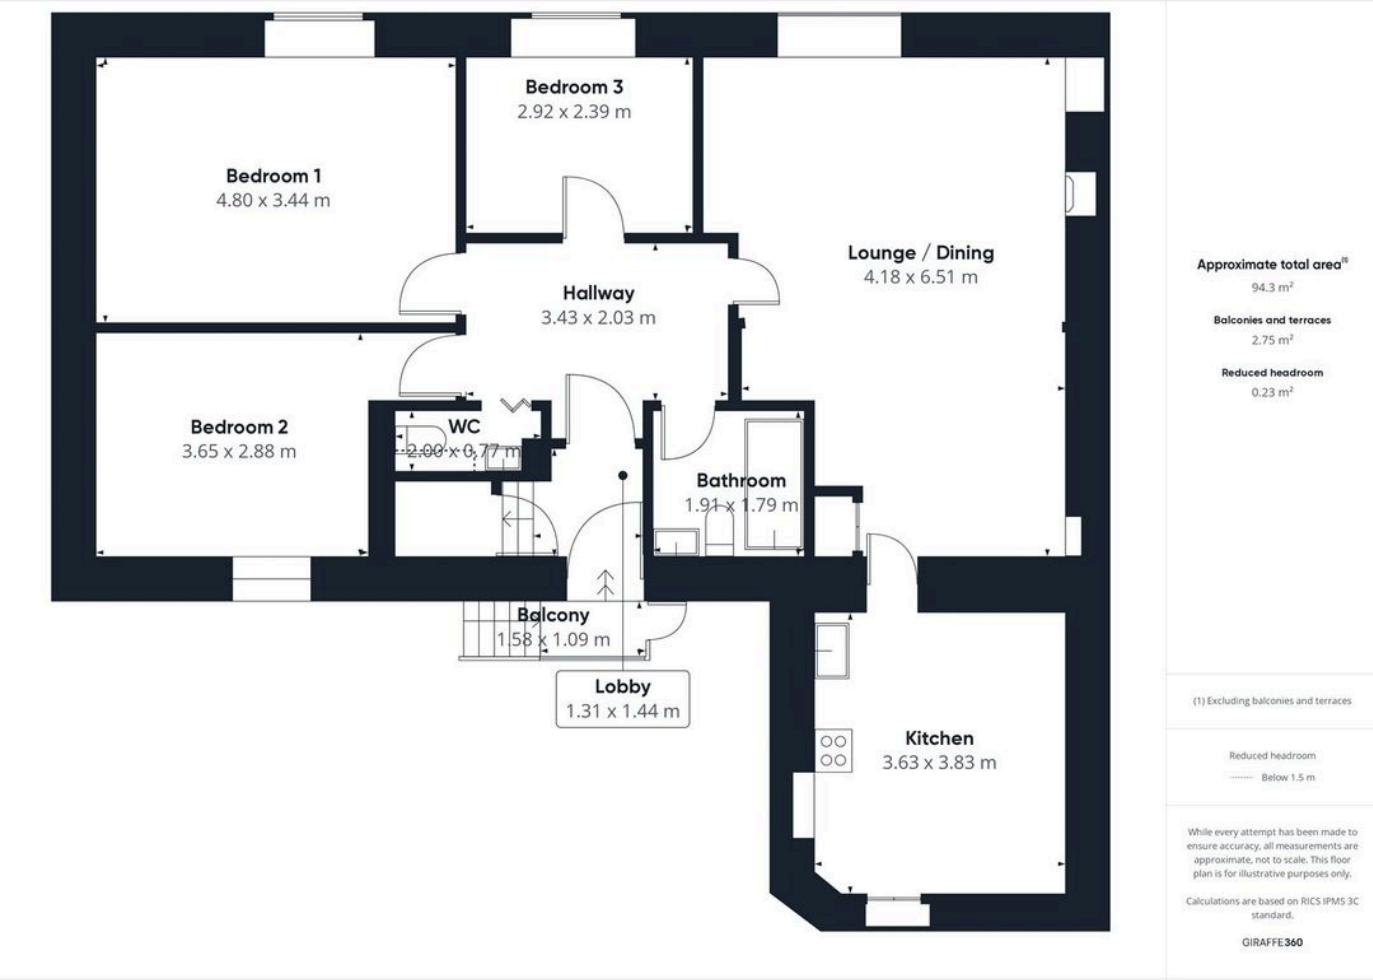 Bedroom 1
4.80 x 3.44 m
Bedroom 3
2.92 x 2.39 m
Lounge / Dining
4.18 x 6.51 m
Hallway
3.43 x 2.03 m
Bedroom 2
3.65 x 2.88 m
WC
2.00 x 0.77 m
Bathroom
1.91 x 1.79 m
Balcony
1.58 x 1.09 m
Lobby
1.31 x 1.44 m
Kitchen
3.63 x 3.83 m
Approximate total area(1)
94.3 m²
Balconies and terraces
2.75 m²
Reduced headroom
0.23 m²
(1) Excluding balconies and terraces
Reduced headroom
Below 1.5 m
While every attempt has been made to
ensure accuracy, all measurements are
approximate, not to scale. This floor
plan is for illustrative purposes only.
Calculations are based on RICS IPMS 3C
standard.
GIRAFFE360